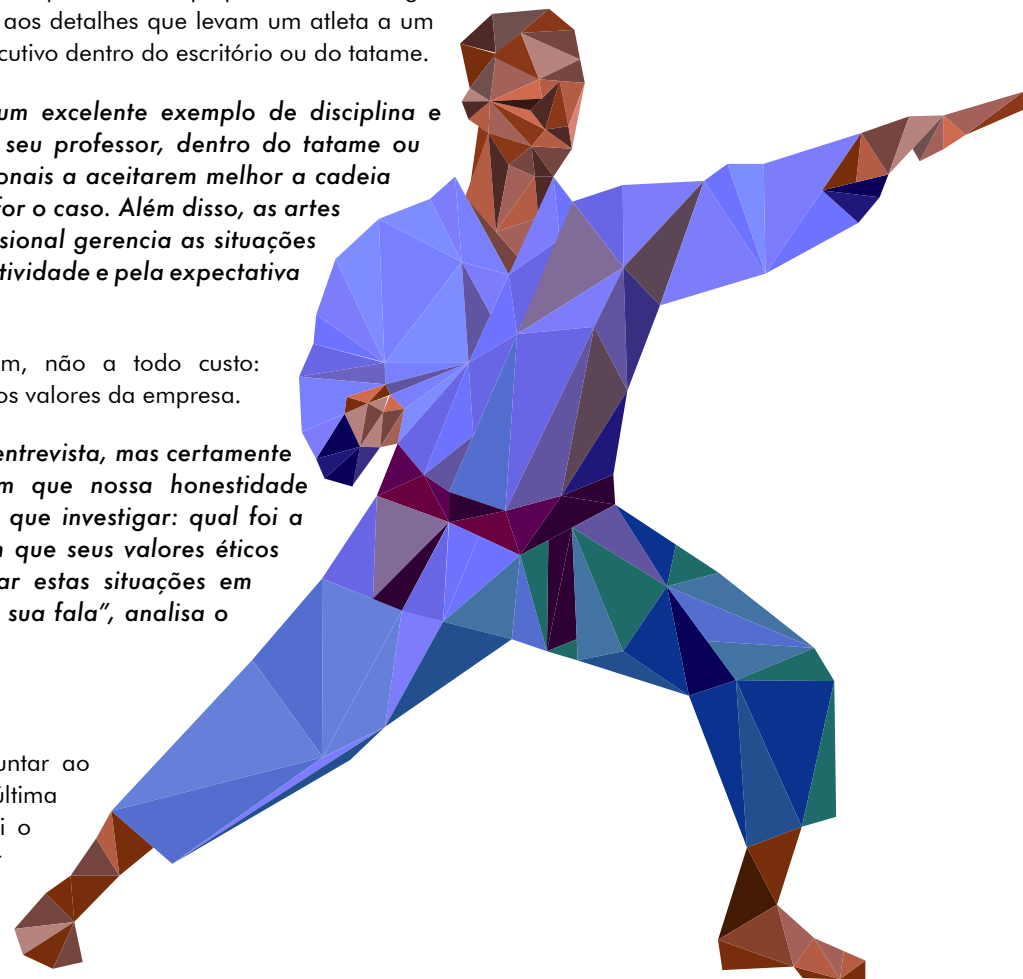 aos detalhes que levam um atleta a um
cutivo dentro do escritório ou do tatame.
um excelente exemplo de disciplina e
seu professor, dentro do tatame ou
onais a aceitarem melhor a cadeia
for o caso. Além disso, as artes
sional gerencia as situações
tividade e pela expectativa
m, não a todo custo:
os valores da empresa.
entrevista, mas certamente
m que nossa honestidade
que investigar: qual foi a
que seus valores éticos
ar estas situações em
sua fala”, analisa o
untar ao
última
i o